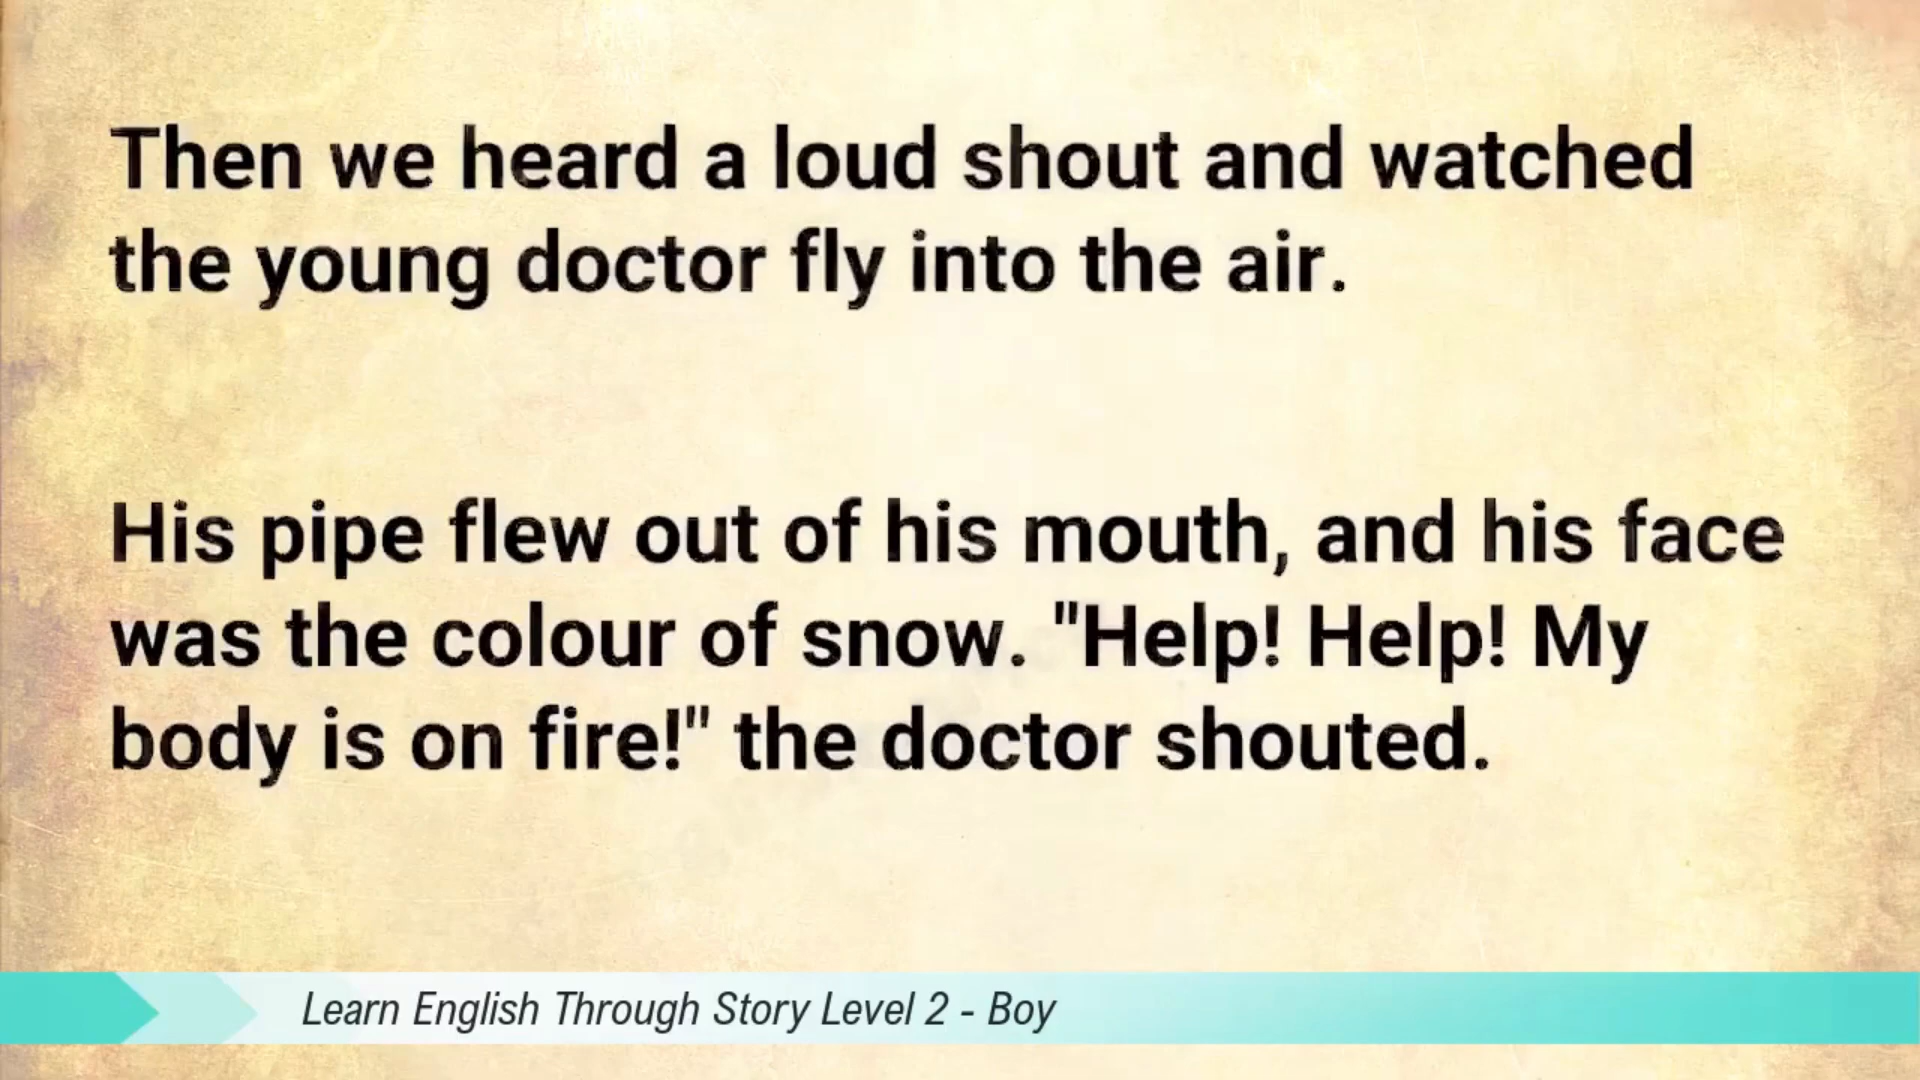 Then we heard a loud shout and watched
the young doctor fly into the air.
His pipe flew out of his mouth, and his face
was the colour of snow. "Help! Help! My
body is on fire!" the doctor shouted.
Learn English Through Story Level 2 - Boy